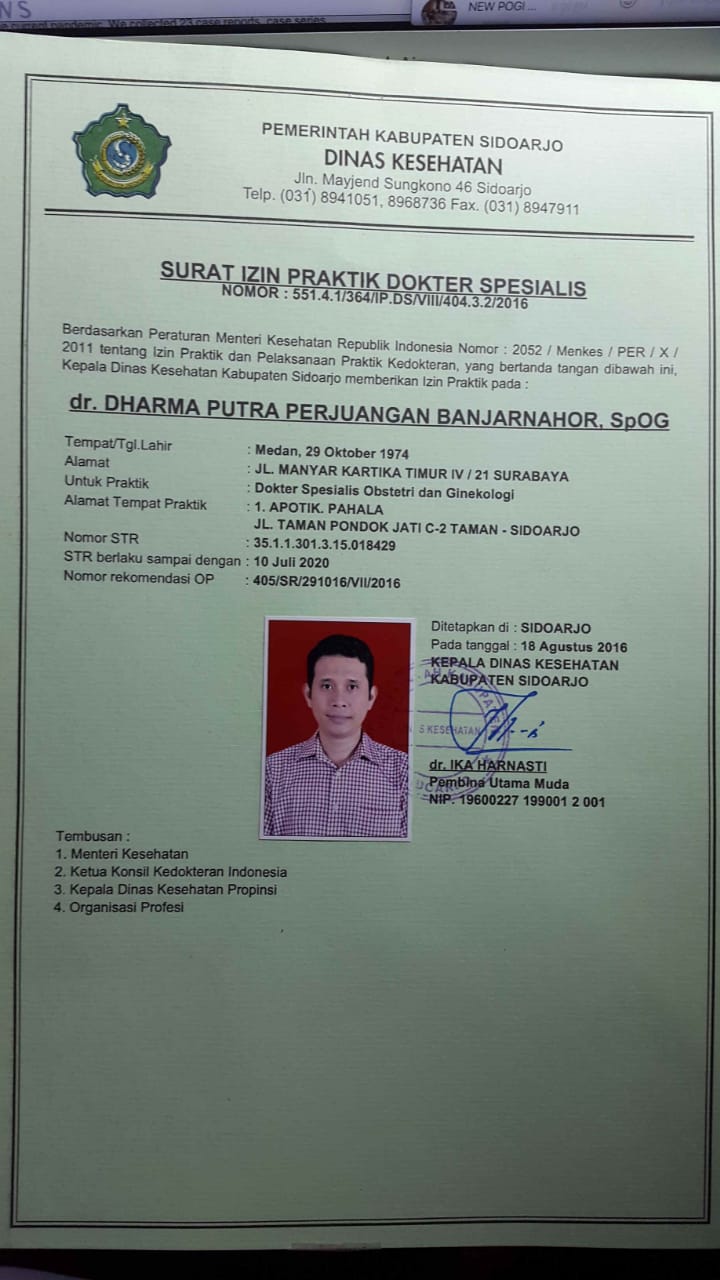 NS
current pandemic. We collected 23 case reports, case series
NEW POGI ...
PEMERINTAH KABUPATEN SIDOARJO
DINAS KESEHATAN
Jln. Mayjend Sungkono 46 Sidoarjo
Telp. (031) 8941051, 8968736 Fax. (031) 8947911
SURAT IZIN PRAKTIK DOKTER SPESIALIS
NOMOR : 551.4.1/364/IP.DS/VIII/404.3.2/2016
Berdasarkan Peraturan Menteri Kesehatan Republik Indonesia Nomor : 2052 / Menkes / PER / X /
2011 tentang Izin Praktik dan Pelaksanaan Praktik Kedokteran, yang bertanda tangan dibawah ini,
Kepala Dinas Kesehatan Kabupaten Sidoarjo memberikan Izin Praktik pada :
dr. DHARMA PUTRA PERJUANGAN BANJARNAHOR, SpOG
Tempat/Tgl.Lahir : Medan, 29 Oktober 1974
Alamat : JL. MANYAR KARTIKA TIMUR IV / 21 SURABAYA
Untuk Praktik : Dokter Spesialis Obstetri dan Ginekologi
Alamat Tempat Praktik : 1. APOTIK. PAHALA
JL. TAMAN PONDOK JATI C-2 TAMAN - SIDOARJO
Nomor STR : 35.1.1.301.3.15.018429
STR berlaku sampai dengan : 10 Juli 2020
Nomor rekomendasi OP : 405/SR/291016/VII/2016
Ditetapkan di : SIDOARJO
Pada tanggal : 18 Agustus 2016
KEPALA DINAS KESEHATAN
KABUPATEN SIDOARJO
S KESEHATAN
dr. IKA HARNASTI
Pembina Utama Muda
NIP. 19600227 199001 2 001
Tembusan :
1. Menteri Kesehatan
2. Ketua Konsil Kedokteran Indonesia
3. Kepala Dinas Kesehatan Propinsi
4. Organisasi Profesi